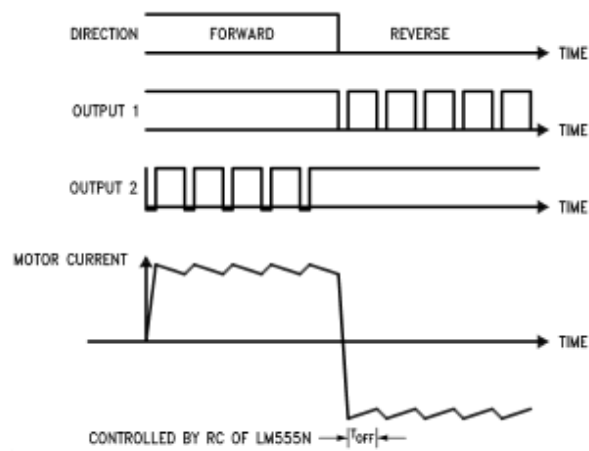 DIRECTION
FORWARD
REVERSE
TIME
OUTPUT 1
TIME
OUTPUT 2
TIME
MOTOR CURRENT
TIME
CONTROLLED BY RC OF LM555N
TOFF